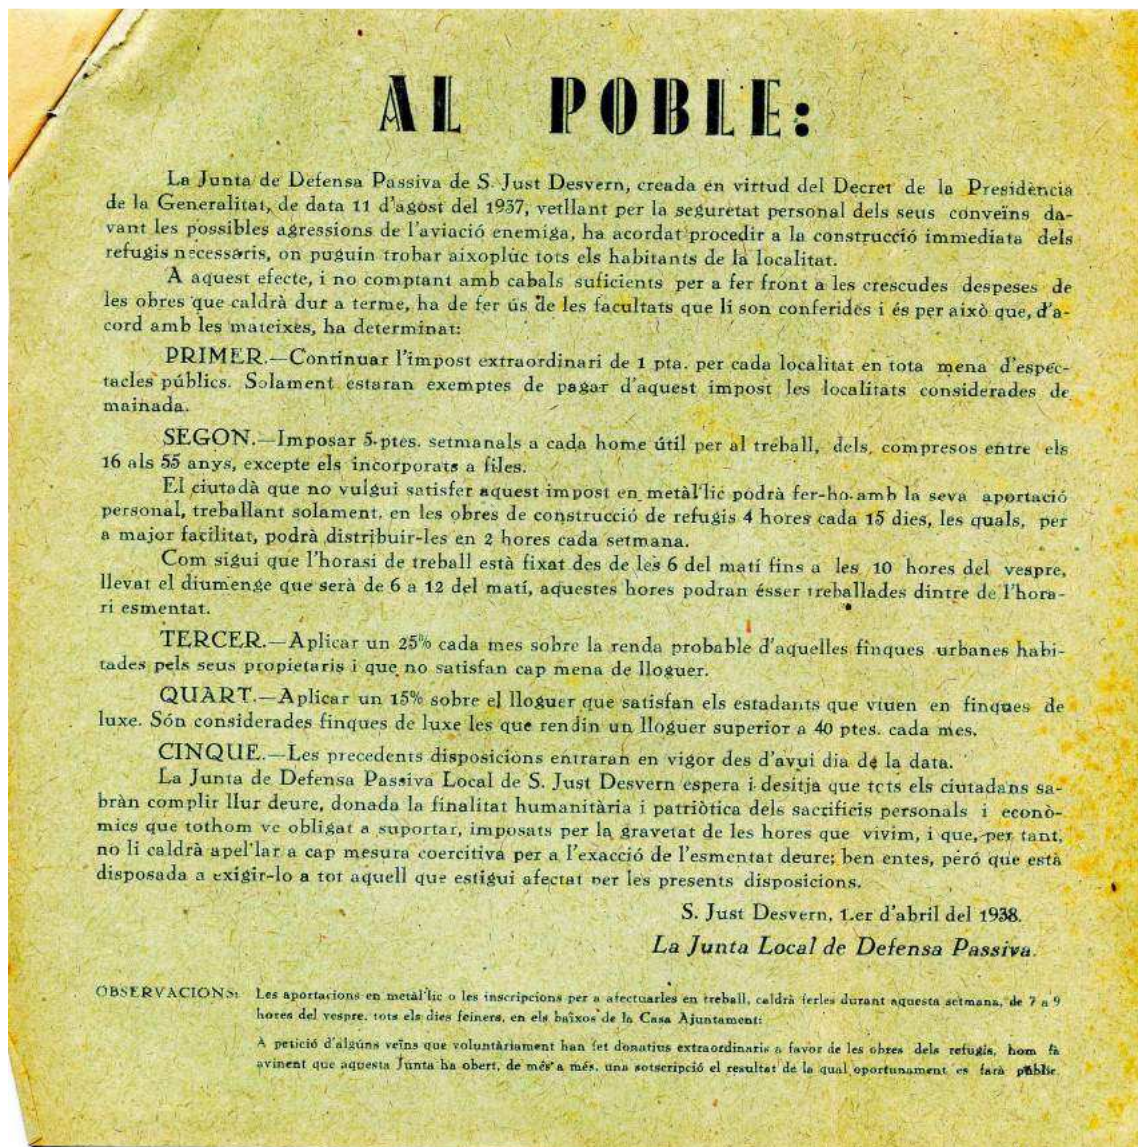 AL POBLE:
La Junta de Defensa Passiva de S. Just Desvern, creada en virtud del Decret de la Presidència
de la Generalitat, de data 11 d'agost del 1937, vetllant per la seguretat personal dels seus conveïns da-
vant les possibles agressions de l'aviació enemiga, ha acordat procedir a la construcció immediata dels
refugis necessaris, on puguin trobar aixopluc tots els habitants de la localitat.
A aquest efecte, i no comptant amb cabals suficients per a fer front a les crescudes despeses de
les obres que caldrà dur a terme, ha de fer ús de les facultats que li son conferides i és per això que, d'a-
cord amb les mateixes, ha determinat:
PRIMER.—Continuar l'impost extraordinari de 1 pta. per cada localitat en tota mena d'espec-
tacles públics. Solament estaran exemptes de pagar d'aquest impost les localitats considerades de
mainada.
SEGON.—Imposar 5 ptes. setmanals a cada home útil per al treball, dels, compresos entre els
16 als 55 anys, excepte els incorporats a files.
El ciutadà que no vulgui satisfer aquest impost en metàl'lic podrà fer-ho amb la seva aportació
personal, treballant solament. en les obres de construcció de refugis 4 hores cada 15 dies, les quals, per
a major facilitat, podrà distribuir-les en 2 hores cada setmana.
Com sigui que l'horasi de treball està fixat des de les 6 del matí fins a les 10 hores del vespre,
llevat el diumenge que serà de 6 a 12 del matí, aquestes hores podran ésser treballades dintre de l'hora-
ri esmentat.
TERCER.—Aplicar un 25% cada mes sobre la renda probable d'aquelles finques urbanes habi-
tades pels seus propietaris i que no satisfan cap mena de lloguer.
QUART.—Aplicar un 15% sobre el lloguer que satisfan els estadants que viuen en finques de
luxe. Són considerades finques de luxe les que rendin un lloguer superior a 40 ptes. cada mes.
CINQUE.—Les precedents disposicions entraran en vigor des d'avui dia de la data.
La Junta de Defensa Passiva Local de S. Just Desvern espera i desitja que tots els ciutadans sa-
bràn complir llur deure, donada la finalitat humanitària i patriòtica dels sacrificis personals i econò-
mics que tothom ve obligat a suportar, imposats per la gravetat de les hores que vivim, i que, per tant,
no li caldrà apel'lar a cap mesura coercitiva per a l'exacció de l'esmentat deure; ben entes, peró que està
disposada a exigir-lo a tot aquell que estigui afectat per les presents disposicions.
S. Just Desvern, 1.er d'abril del 1938.
La Junta Local de Defensa Passiva.
OBSERVACIONS: Les aportacions en metàl'lic o les inscripcions per a afectuarles en treball, caldrà ferles durant aquesta setmana, de 7 a 9
hores del vespre. tots els dies feiners, en els baixos de la Casa Ajuntament:
A petició d'algúns veïns que voluntàriament han fet donatius extraordinaris a favor de les obres dels refugis, hom fà
avinent que aquesta Junta ha obert, de més a més, una sotscripció el resultat de la qual oportunament es farà públic.